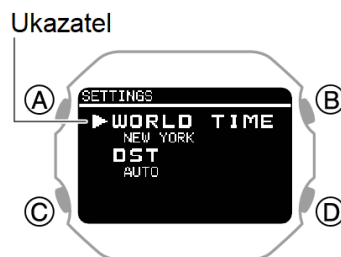 Ukazatel
A
B
SETTINGS
▶WORLD TIME
NEW YORK
DST
AUTO
C
D